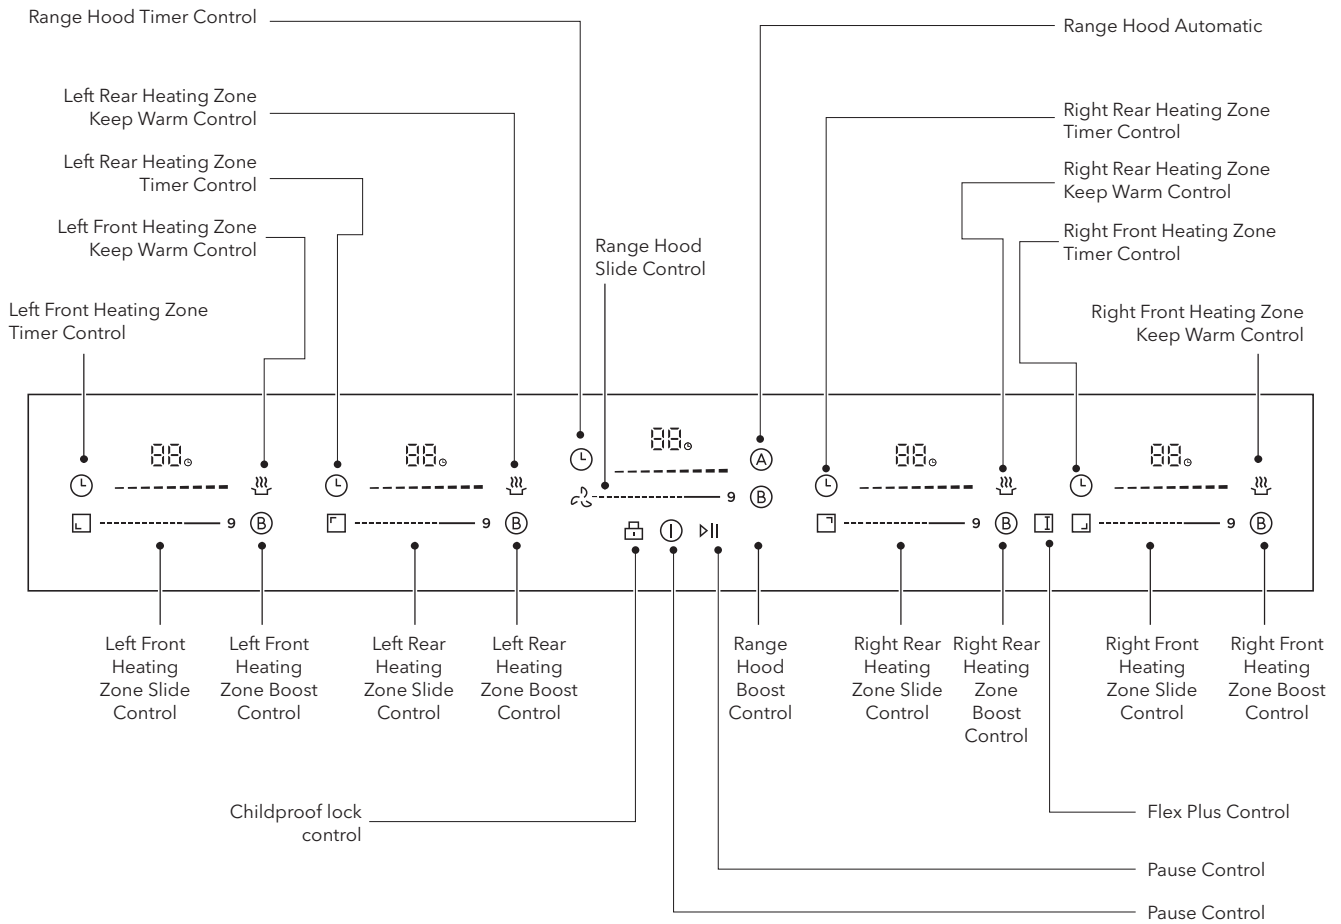 Range Hood Timer Control
Range Hood Automatic
Left Rear Heating Zone
Keep Warm Control
Right Rear Heating Zone
Timer Control
Left Rear Heating Zone
Timer Control
Right Rear Heating Zone
Keep Warm Control
Left Front Heating Zone
Keep Warm Control
Right Front Heating Zone
Timer Control
Range Hood
Slide Control
Left Front Heating Zone
Timer Control
Right Front Heating Zone
Keep Warm Control
88
88
88
88
88
A
9 B
9 B
9 B
9 B
9 B
Left Front
Heating
Zone Slide
Control
Left Front
Heating
Zone Boost
Control
Left Rear
Heating
Zone Slide
Control
Left Rear
Heating
Zone Boost
Control
Range
Hood
Boost
Control
Right Rear
Heating
Zone Slide
Control
Right Rear
Heating
Zone
Boost
Control
Right Front
Heating
Zone Slide
Control
Right Front
Heating
Zone Boost
Control
Childproof lock
control
Flex Plus Control
Pause Control
Pause Control